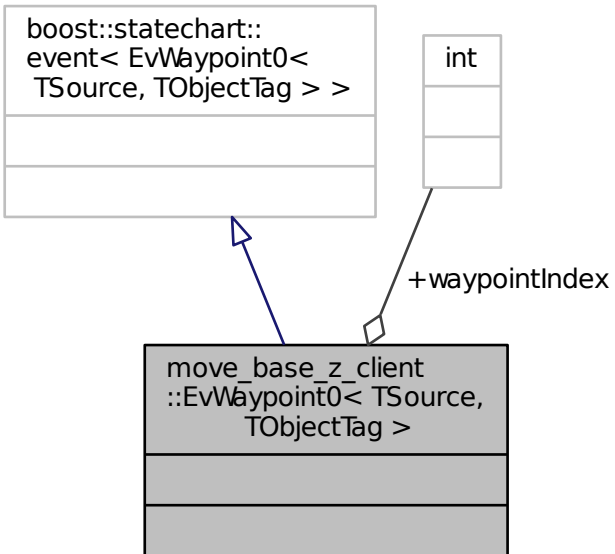 boost::statechart::
event< EvWaypoint0<
TSource, TObjectTag > >
int
+waypointIndex
move_base_z_client
::EvWaypoint0< TSource,
TObjectTag >